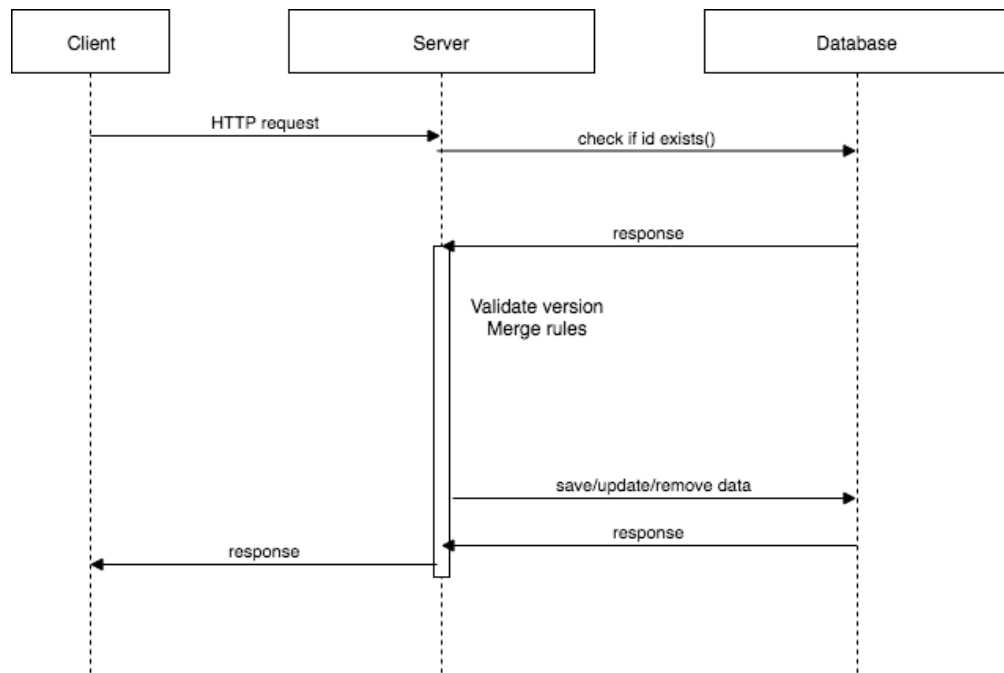 Client
Server
Database
HTTP request
check if id exists()
response
Validate version
Merge rules
save/update/remove data
response
response